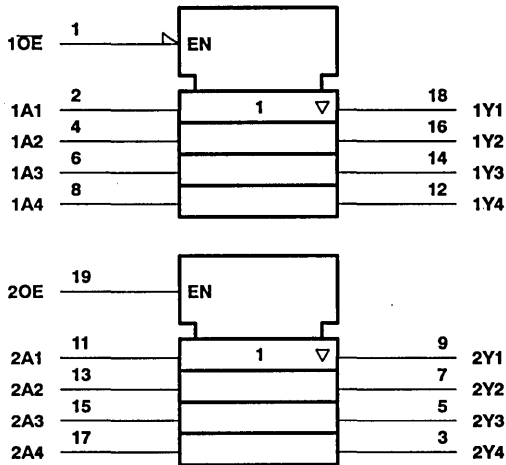 1O̅E̅ 1 EN
1A1 2 1 ▽ 18 1Y1
1A2 4 16 1Y2
1A3 6 14 1Y3
1A4 8 12 1Y4
2OE 19 EN
2A1 11 1 ▽ 9 2Y1
2A2 13 7 2Y2
2A3 15 5 2Y3
2A4 17 3 2Y4